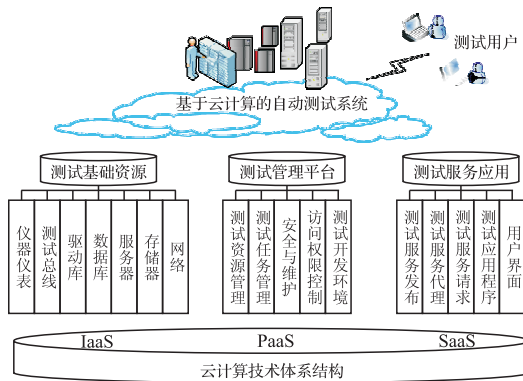 测试用户
基于云计算的自动测试系统
测试基础资源
测试管理平台
测试服务应用
仪器仪表
测试总线
驱动库
数据库
服务器
存储器
网络
测试资源管理
测试任务管理
安全与维护
访问权限控制
测试开发环境
测试服务发布
测试服务代理
测试服务请求
测试应用程序
用户界面
IaaS
PaaS
SaaS
云计算技术体系结构